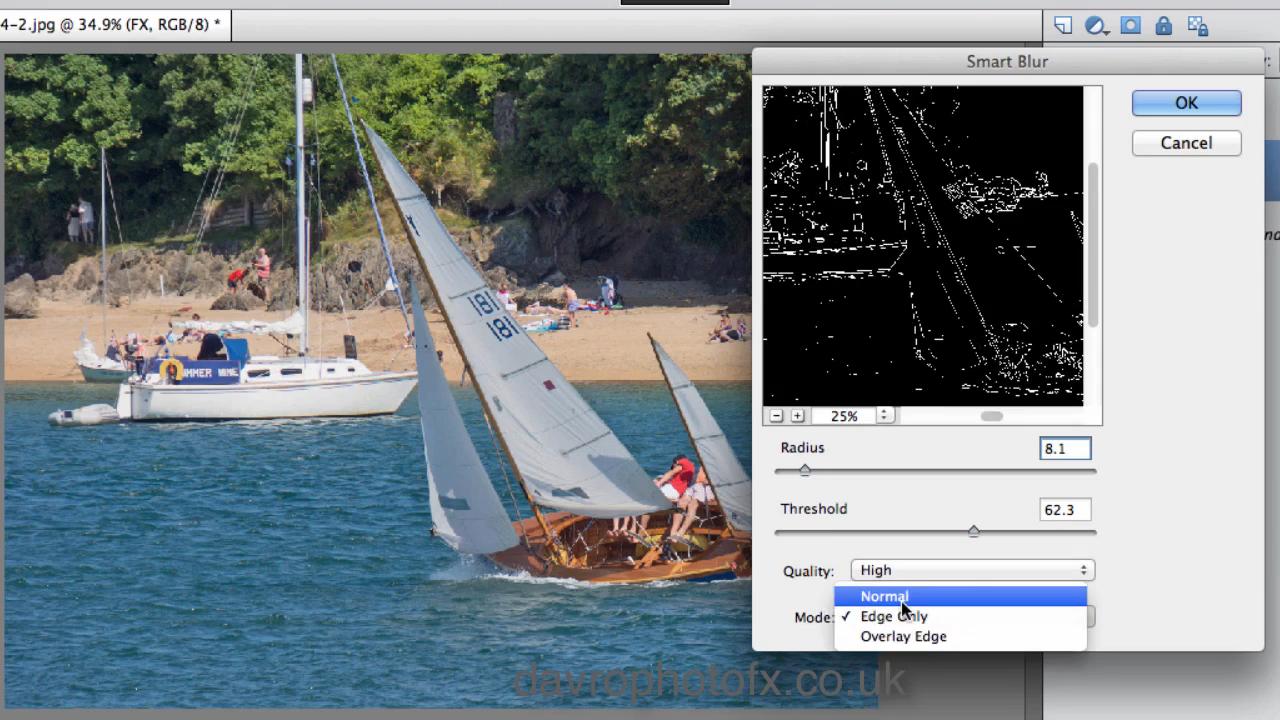 4-2.jpg @ 34.9% (FX, RGB/8) *
Smart Blur
OK
Cancel
181
181
25%
Radius
8.1
Threshold
62.3
Quality:
High
Mode:
Normal
✓ Edge Only
Overlay Edge
davrophotofx.co.uk